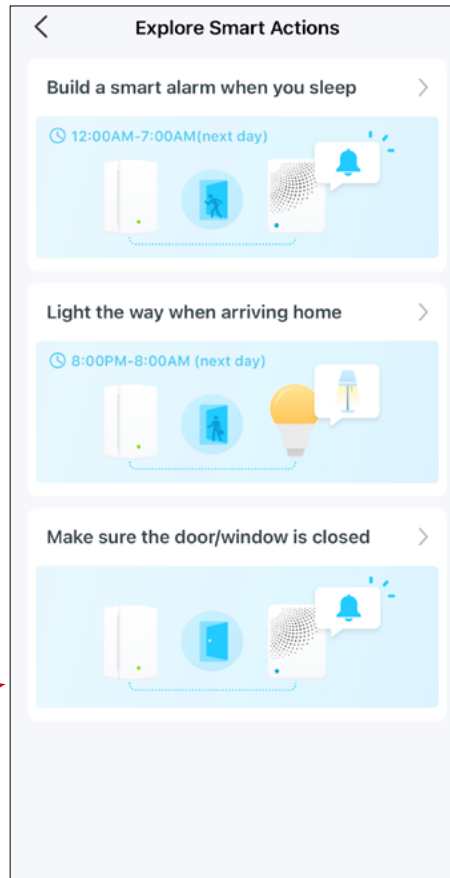 Explore Smart Actions
Build a smart alarm when you sleep
12:00AM-7:00AM(next day)
Light the way when arriving home
8:00PM-8:00AM (next day)
Make sure the door/window is closed